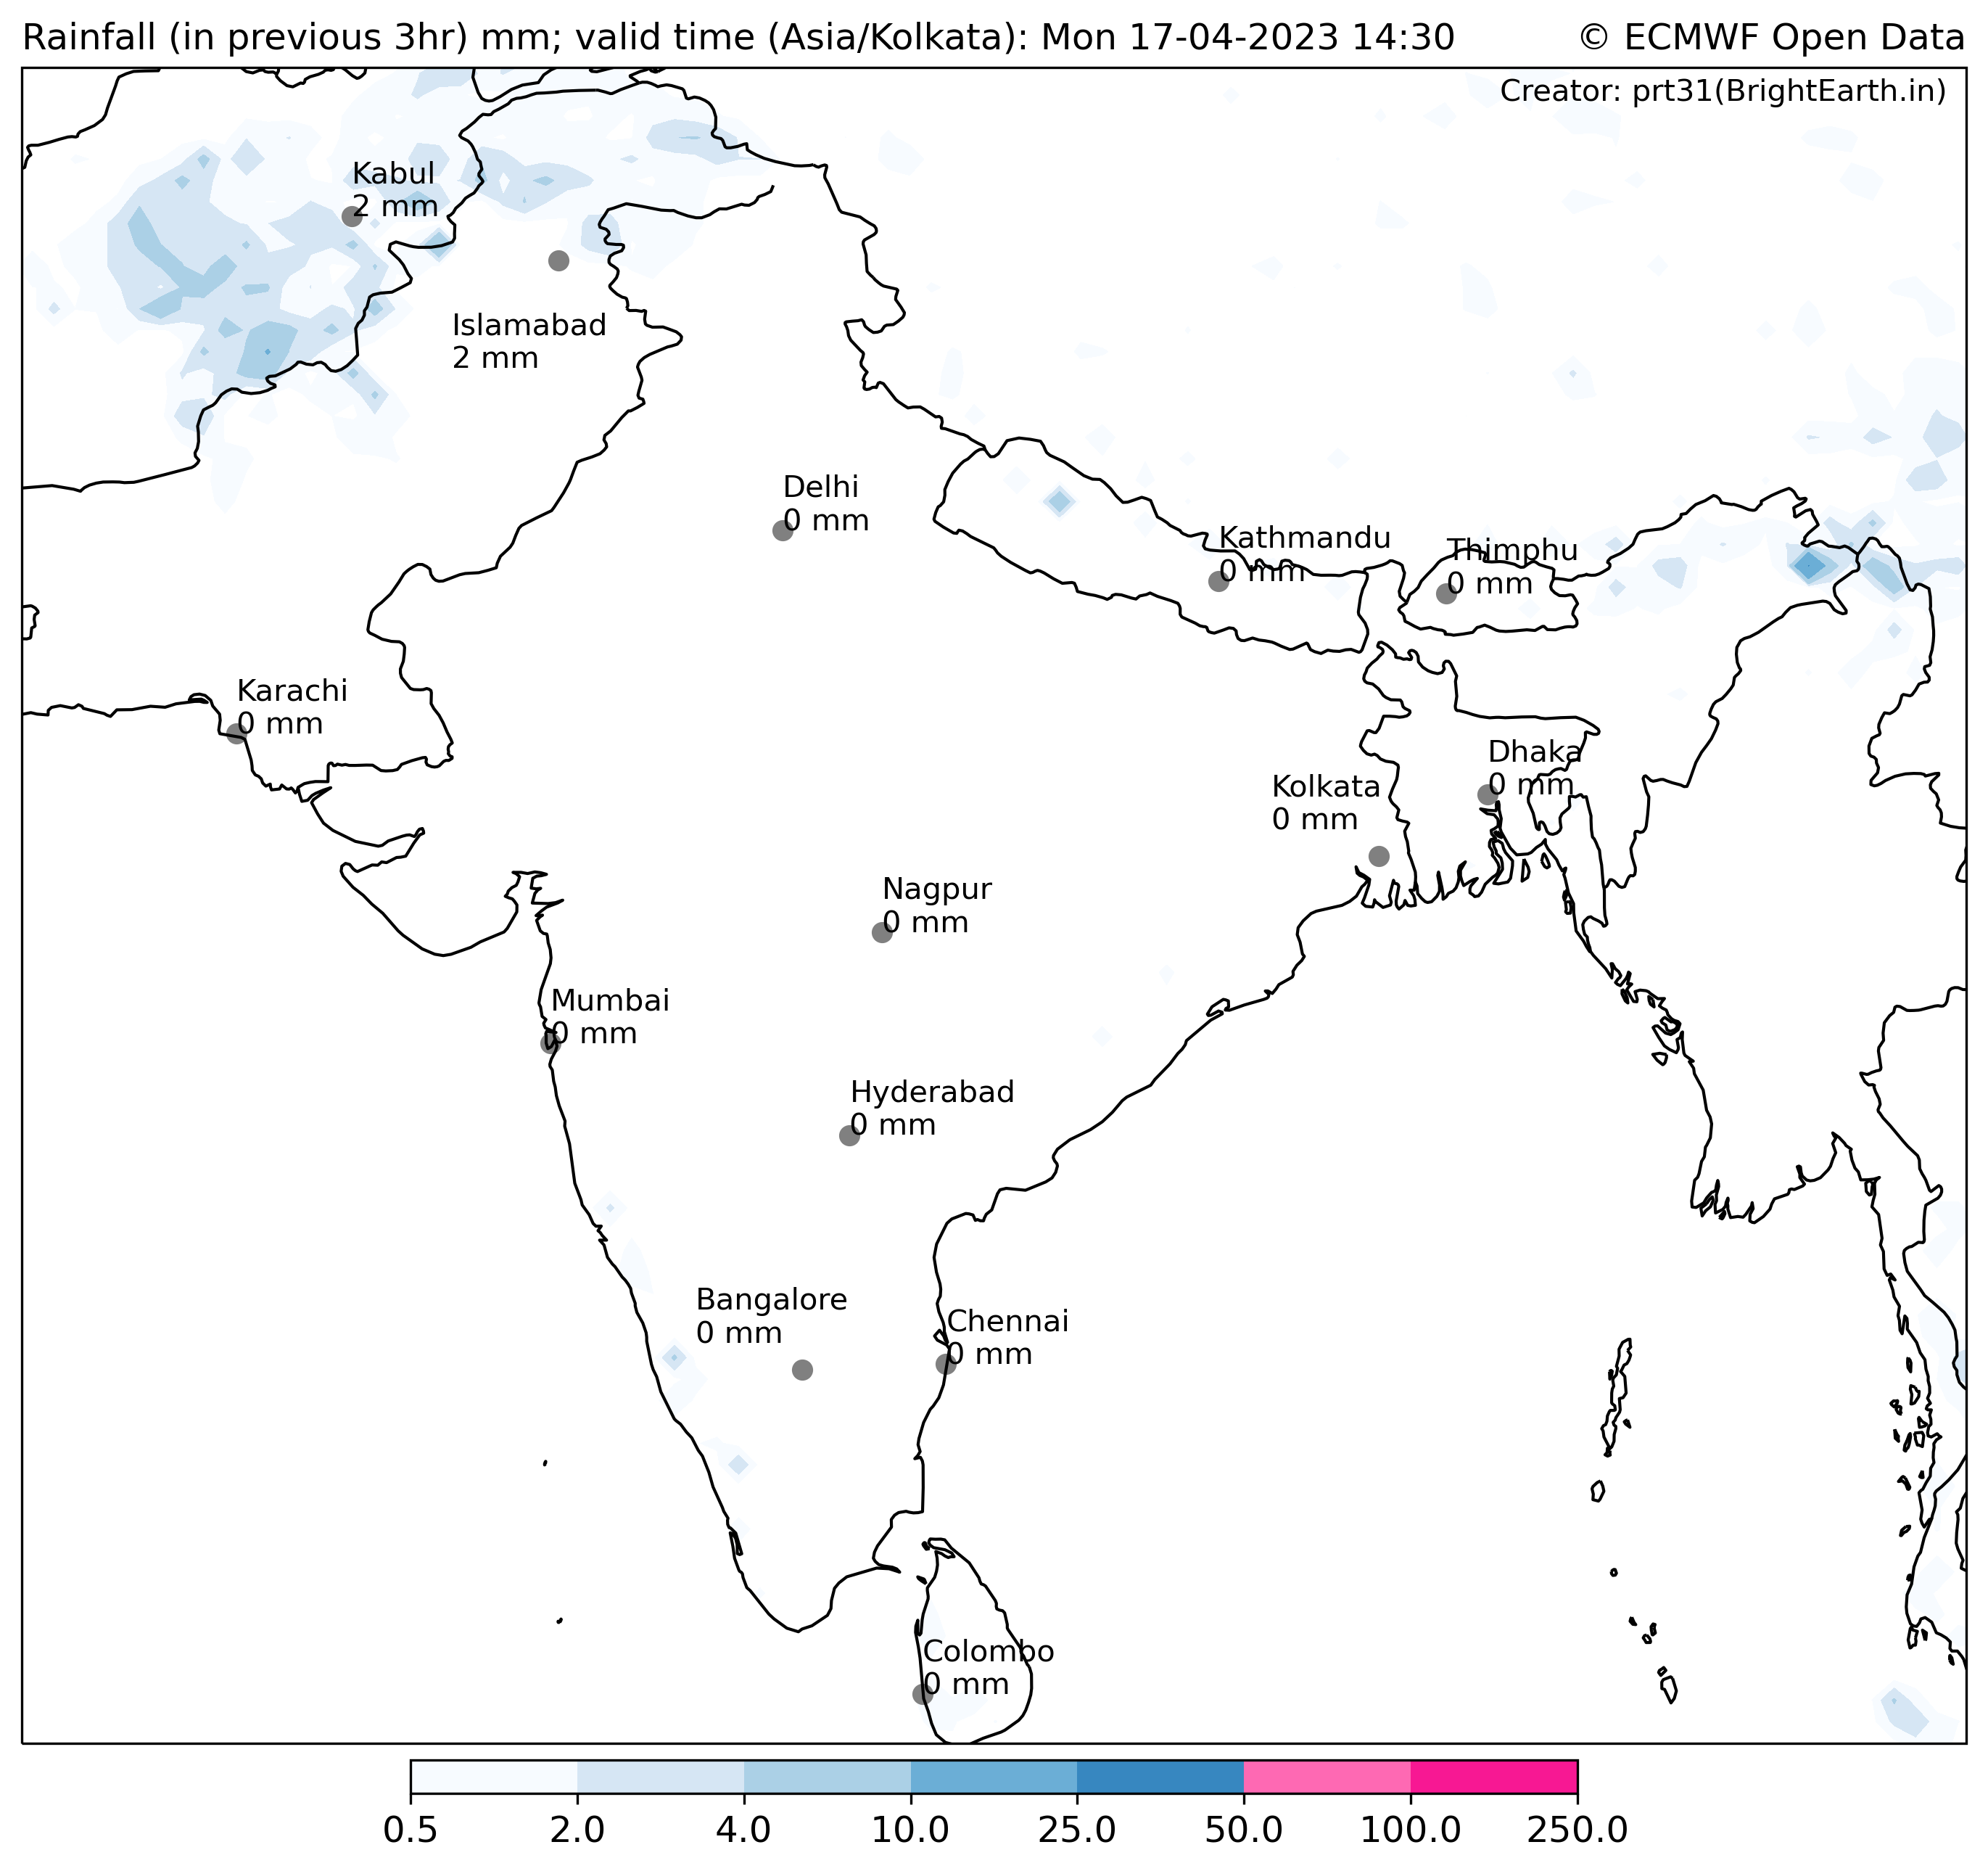 Rainfall (in previous 3hr) mm; valid time (Asia/Kolkata): Mon 17-04-2023 14:30
© ECMWF Open Data
Creator: prt31(BrightEarth.in)
Kabul
2 mm
Islamabad
2 mm
Delhi
0 mm
Kathmandu
0 mm
Thimphu
0 mm
Karachi
0 mm
Dhaka
0 mm
Kolkata
0 mm
Nagpur
0 mm
Mumbai
0 mm
Hyderabad
0 mm
Bangalore
0 mm
Chennai
0 mm
Colombo
0 mm
0.5 2.0 4.0 10.0 25.0 50.0 100.0 250.0